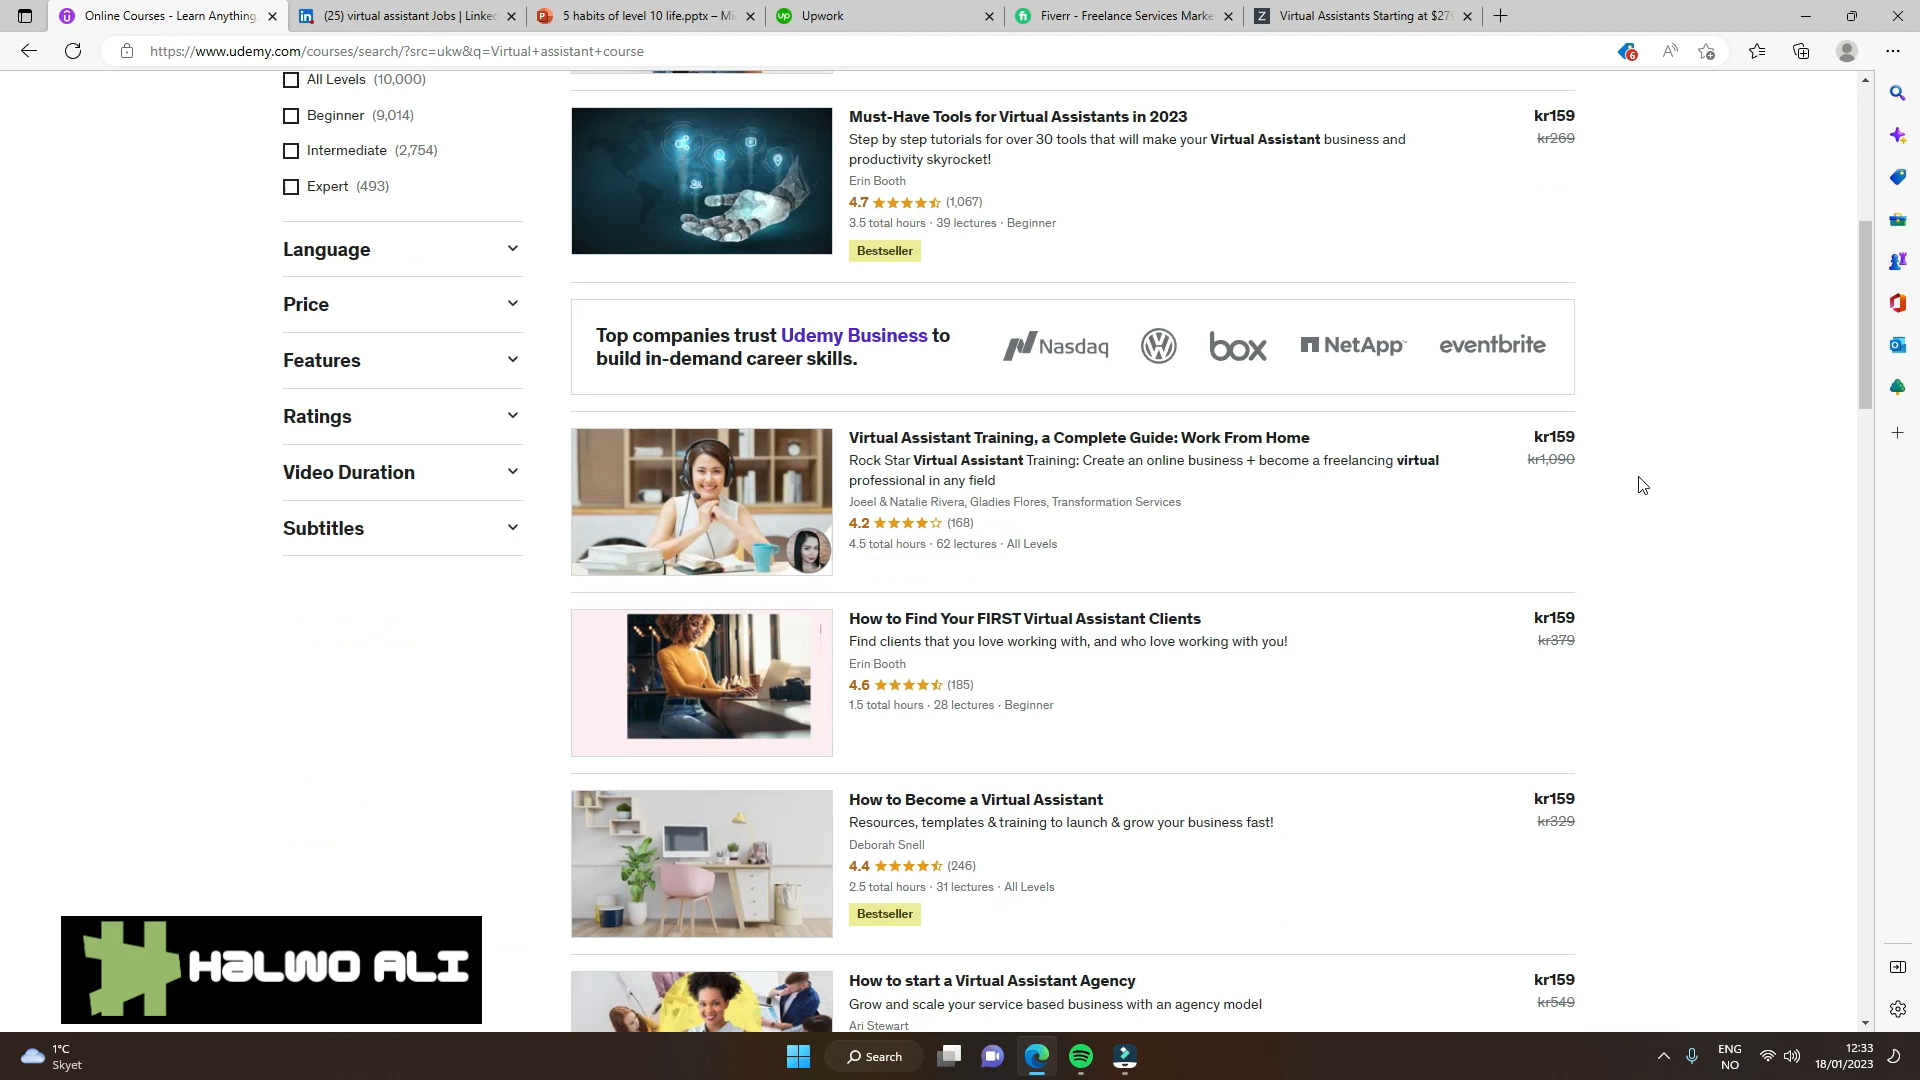 Online Courses - Learn Anything,
(25) virtual assistant Jobs | Linke
5 habits of level 10 life.pptx – Mi
Upwork
Fiverr - Freelance Services Marke
Virtual Assistants Starting at $27
https://www.udemy.com/courses/search/?src=ukw&q=Virtual+assistant+course
6
All Levels (10,000)
Beginner (9,014)
Intermediate (2,754)
Expert (493)
Language
Price
Features
Ratings
Video Duration
Subtitles
Must-Have Tools for Virtual Assistants in 2023
kr159
Step by step tutorials for over 30 tools that will make your Virtual Assistant business and
kr269
productivity skyrocket!
Erin Booth
4.7 (1,067)
3.5 total hours · 39 lectures · Beginner
Bestseller
Top companies trust Udemy Business to
build in-demand career skills.
Nasdaq
box
NetApp
eventbrite
Virtual Assistant Training, a Complete Guide: Work From Home
kr159
Rock Star Virtual Assistant Training: Create an online business + become a freelancing virtual
kr1,090
professional in any field
Joeel & Natalie Rivera, Gladies Flores, Transformation Services
4.2 (168)
4.5 total hours · 62 lectures · All Levels
How to Find Your FIRST Virtual Assistant Clients
kr159
Find clients that you love working with, and who love working with you!
kr379
Erin Booth
4.6 (185)
1.5 total hours · 28 lectures · Beginner
How to Become a Virtual Assistant
kr159
Resources, templates & training to launch & grow your business fast!
kr329
Deborah Snell
4.4 (246)
2.5 total hours · 31 lectures · All Levels
Bestseller
How to start a Virtual Assistant Agency
kr159
Grow and scale your service based business with an agency model
kr549
Ari Stewart
HALWO ALI
1°C
Skyet
Search
ENG
NO
12:33
18/01/2023